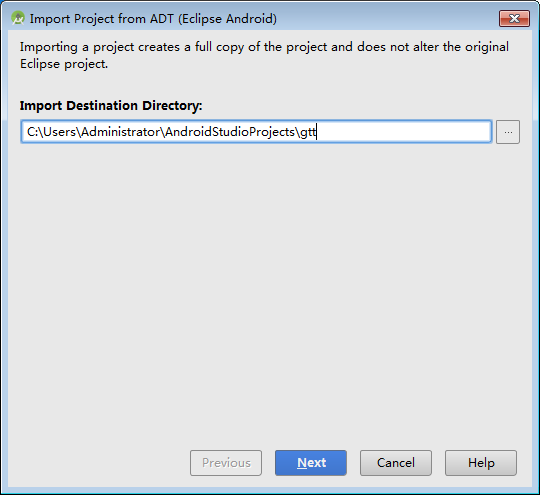 Import Project from ADT (Eclipse Android)
Importing a project creates a full copy of the project and does not alter the original
Eclipse project.
Import Destination Directory:
C:\Users\Administrator\AndroidStudioProjects\gtt
...
Previous
Next
Cancel
Help